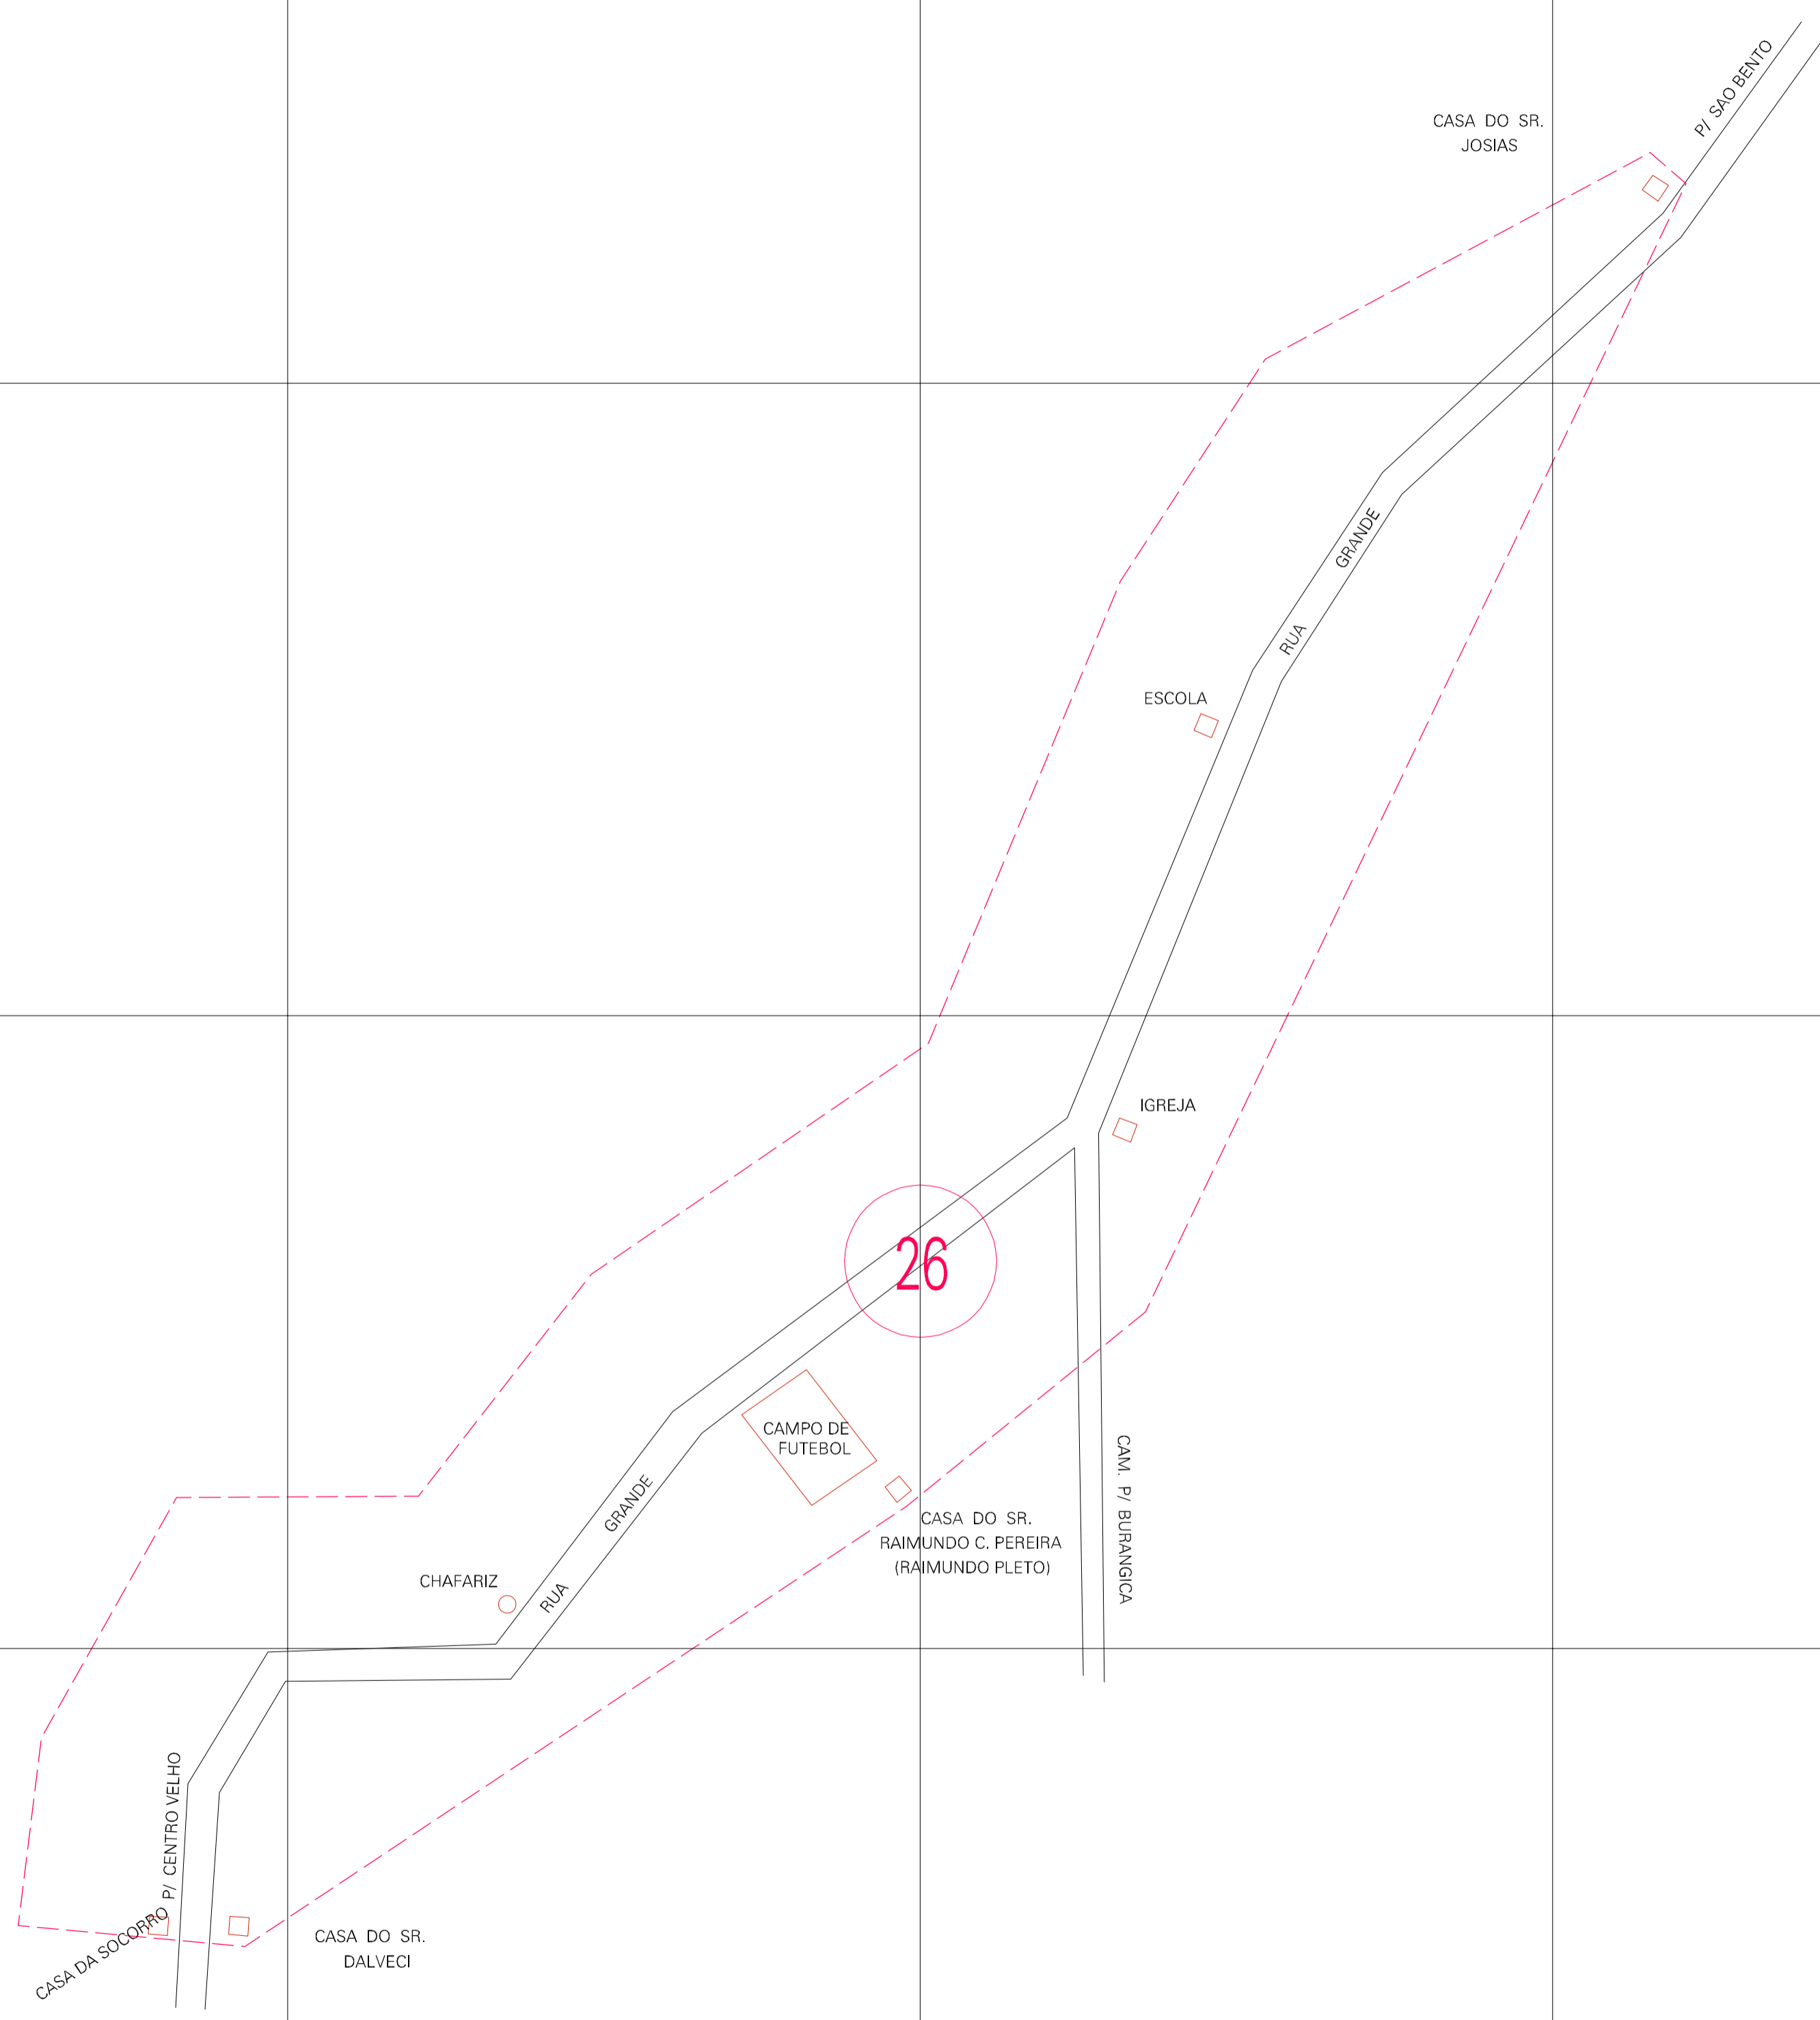 P/ SAO BENTO
CASA DO SR.
JOSIAS
RUA GRANDE
ESCOLA
IGREJA
26
CAMPO DE
FUTEBOL
CAM. P/ BURANGICA
RUA GRANDE
CASA DO SR.
RAIMUNDO C. PEREIRA
(RAIMUNDO PLETO)
CHAFARIZ
P/ CENTRO VELHO
CASA DA SOCORRO
CASA DO SR.
DALVECI